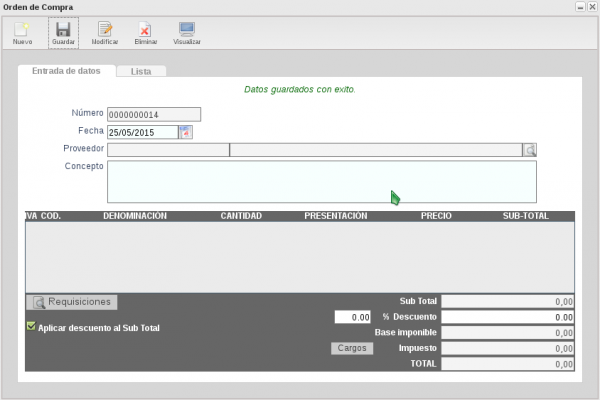 Orden de Compra
Nuevo Guardar Modificar Eliminar Visualizar
Entrada de datos Lista
Datos guardados con exito.
Número 0000000014
Fecha 25/05/2015
Proveedor
Concepto
IVA COD. DENOMINACIÓN CANTIDAD PRESENTACIÓN PRECIO SUB-TOTAL
Requisiciones Sub Total 0,00
0.00 % Descuento 0.00
Aplicar descuento al Sub Total Base imponible 0,00
Cargos Impuesto 0,00
TOTAL 0,00